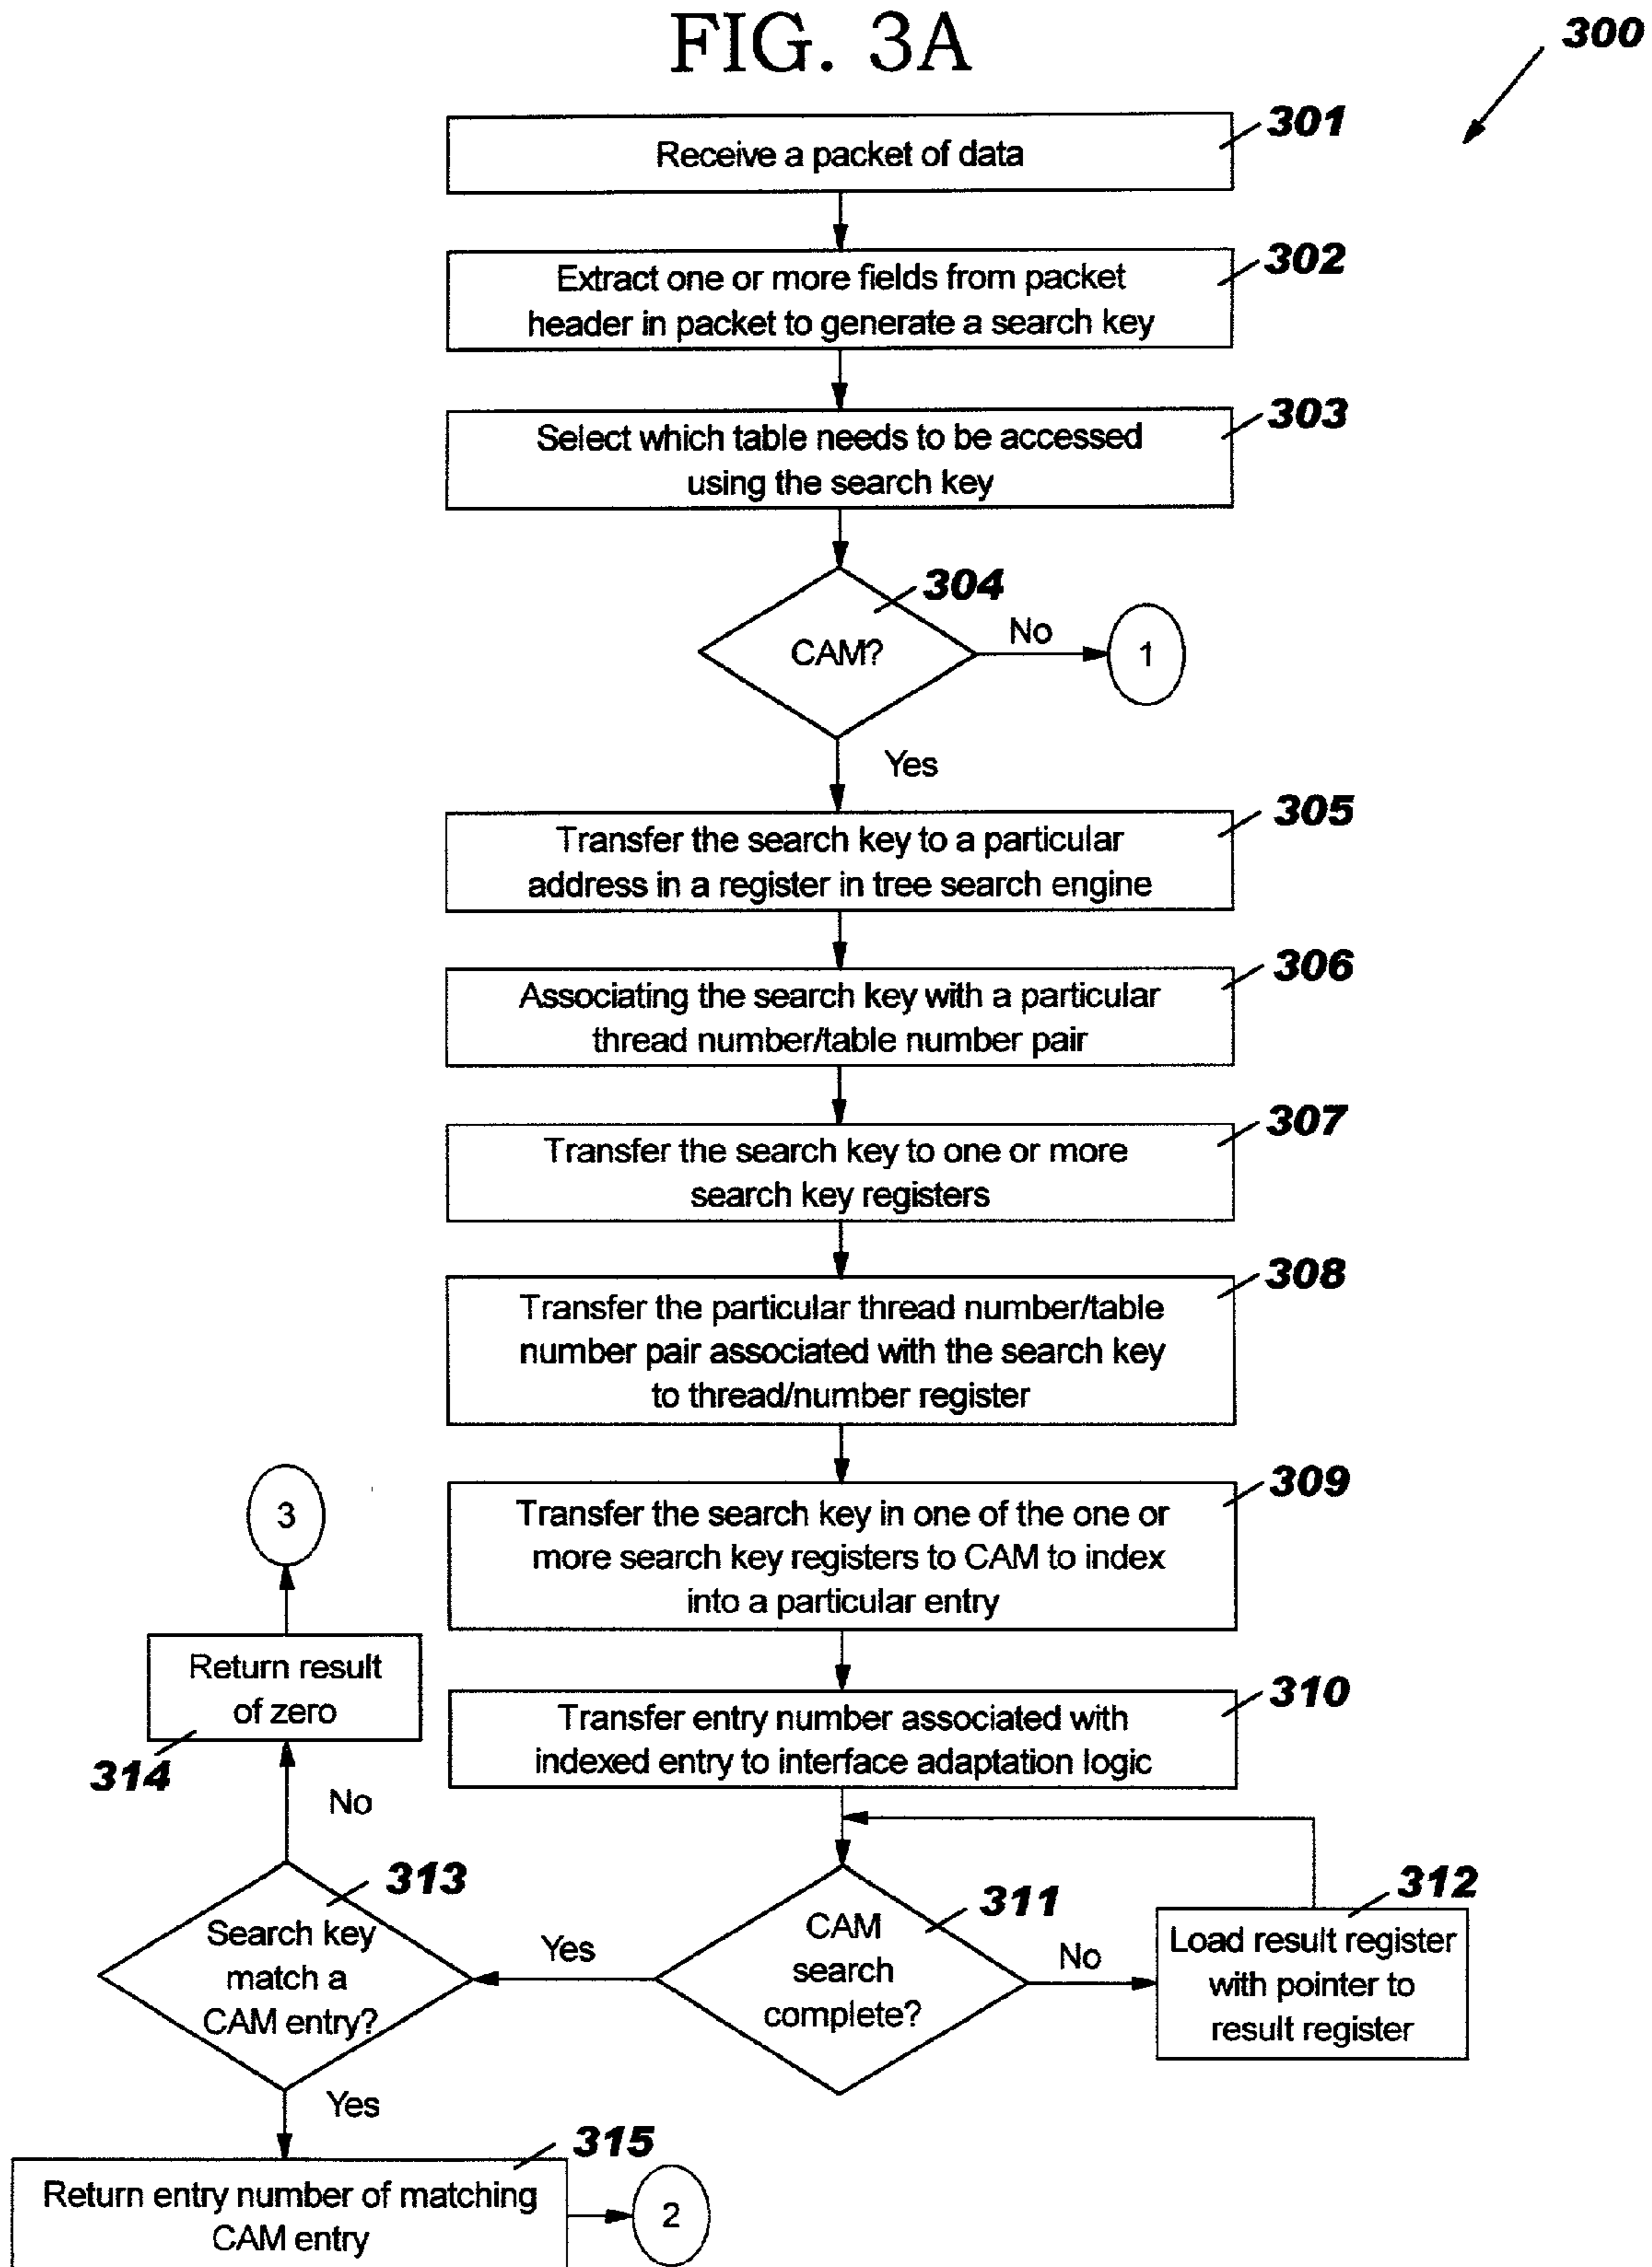 FIG. 3A
300
301
Receive a packet of data
302
Extract one or more fields from packet
header in packet to generate a search key
303
Select which table needs to be accessed
using the search key
304
CAM?
No
1
Yes
305
Transfer the search key to a particular
address in a register in tree search engine
306
Associating the search key with a particular
thread number/table number pair
307
Transfer the search key to one or more
search key registers
308
Transfer the particular thread number/table
number pair associated with the search key
to thread/number register
309
Transfer the search key in one of the one or
more search key registers to CAM to index
into a particular entry
310
Transfer entry number associated with
indexed entry to interface adaptation logic
311
CAM
search
complete?
No
312
Load result register
with pointer to
result register
Yes
313
Search key
match a
CAM entry?
No
314
Return result
of zero
3
Yes
315
Return entry number of matching
CAM entry
2